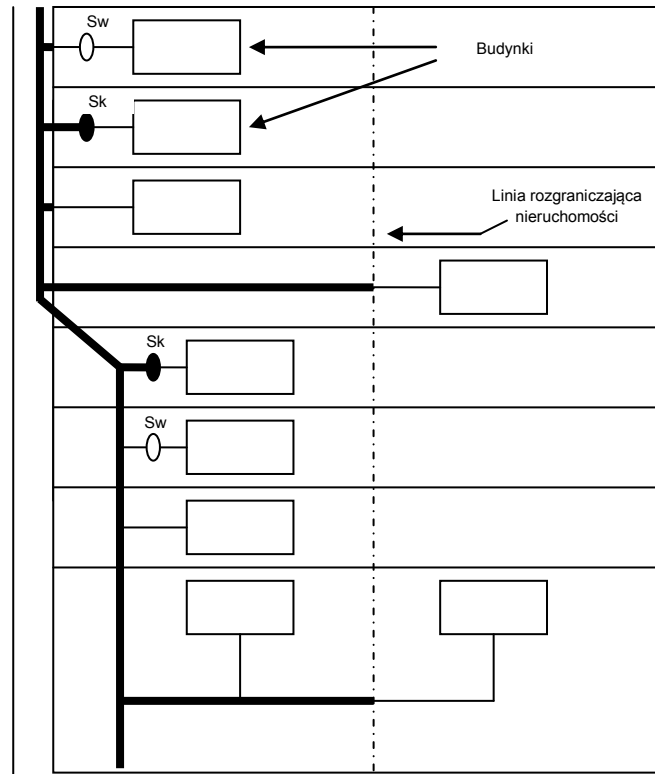 Sw
Budynki
Sk
Linia rozgraniczająca
nieruchomości
Sk
Sw